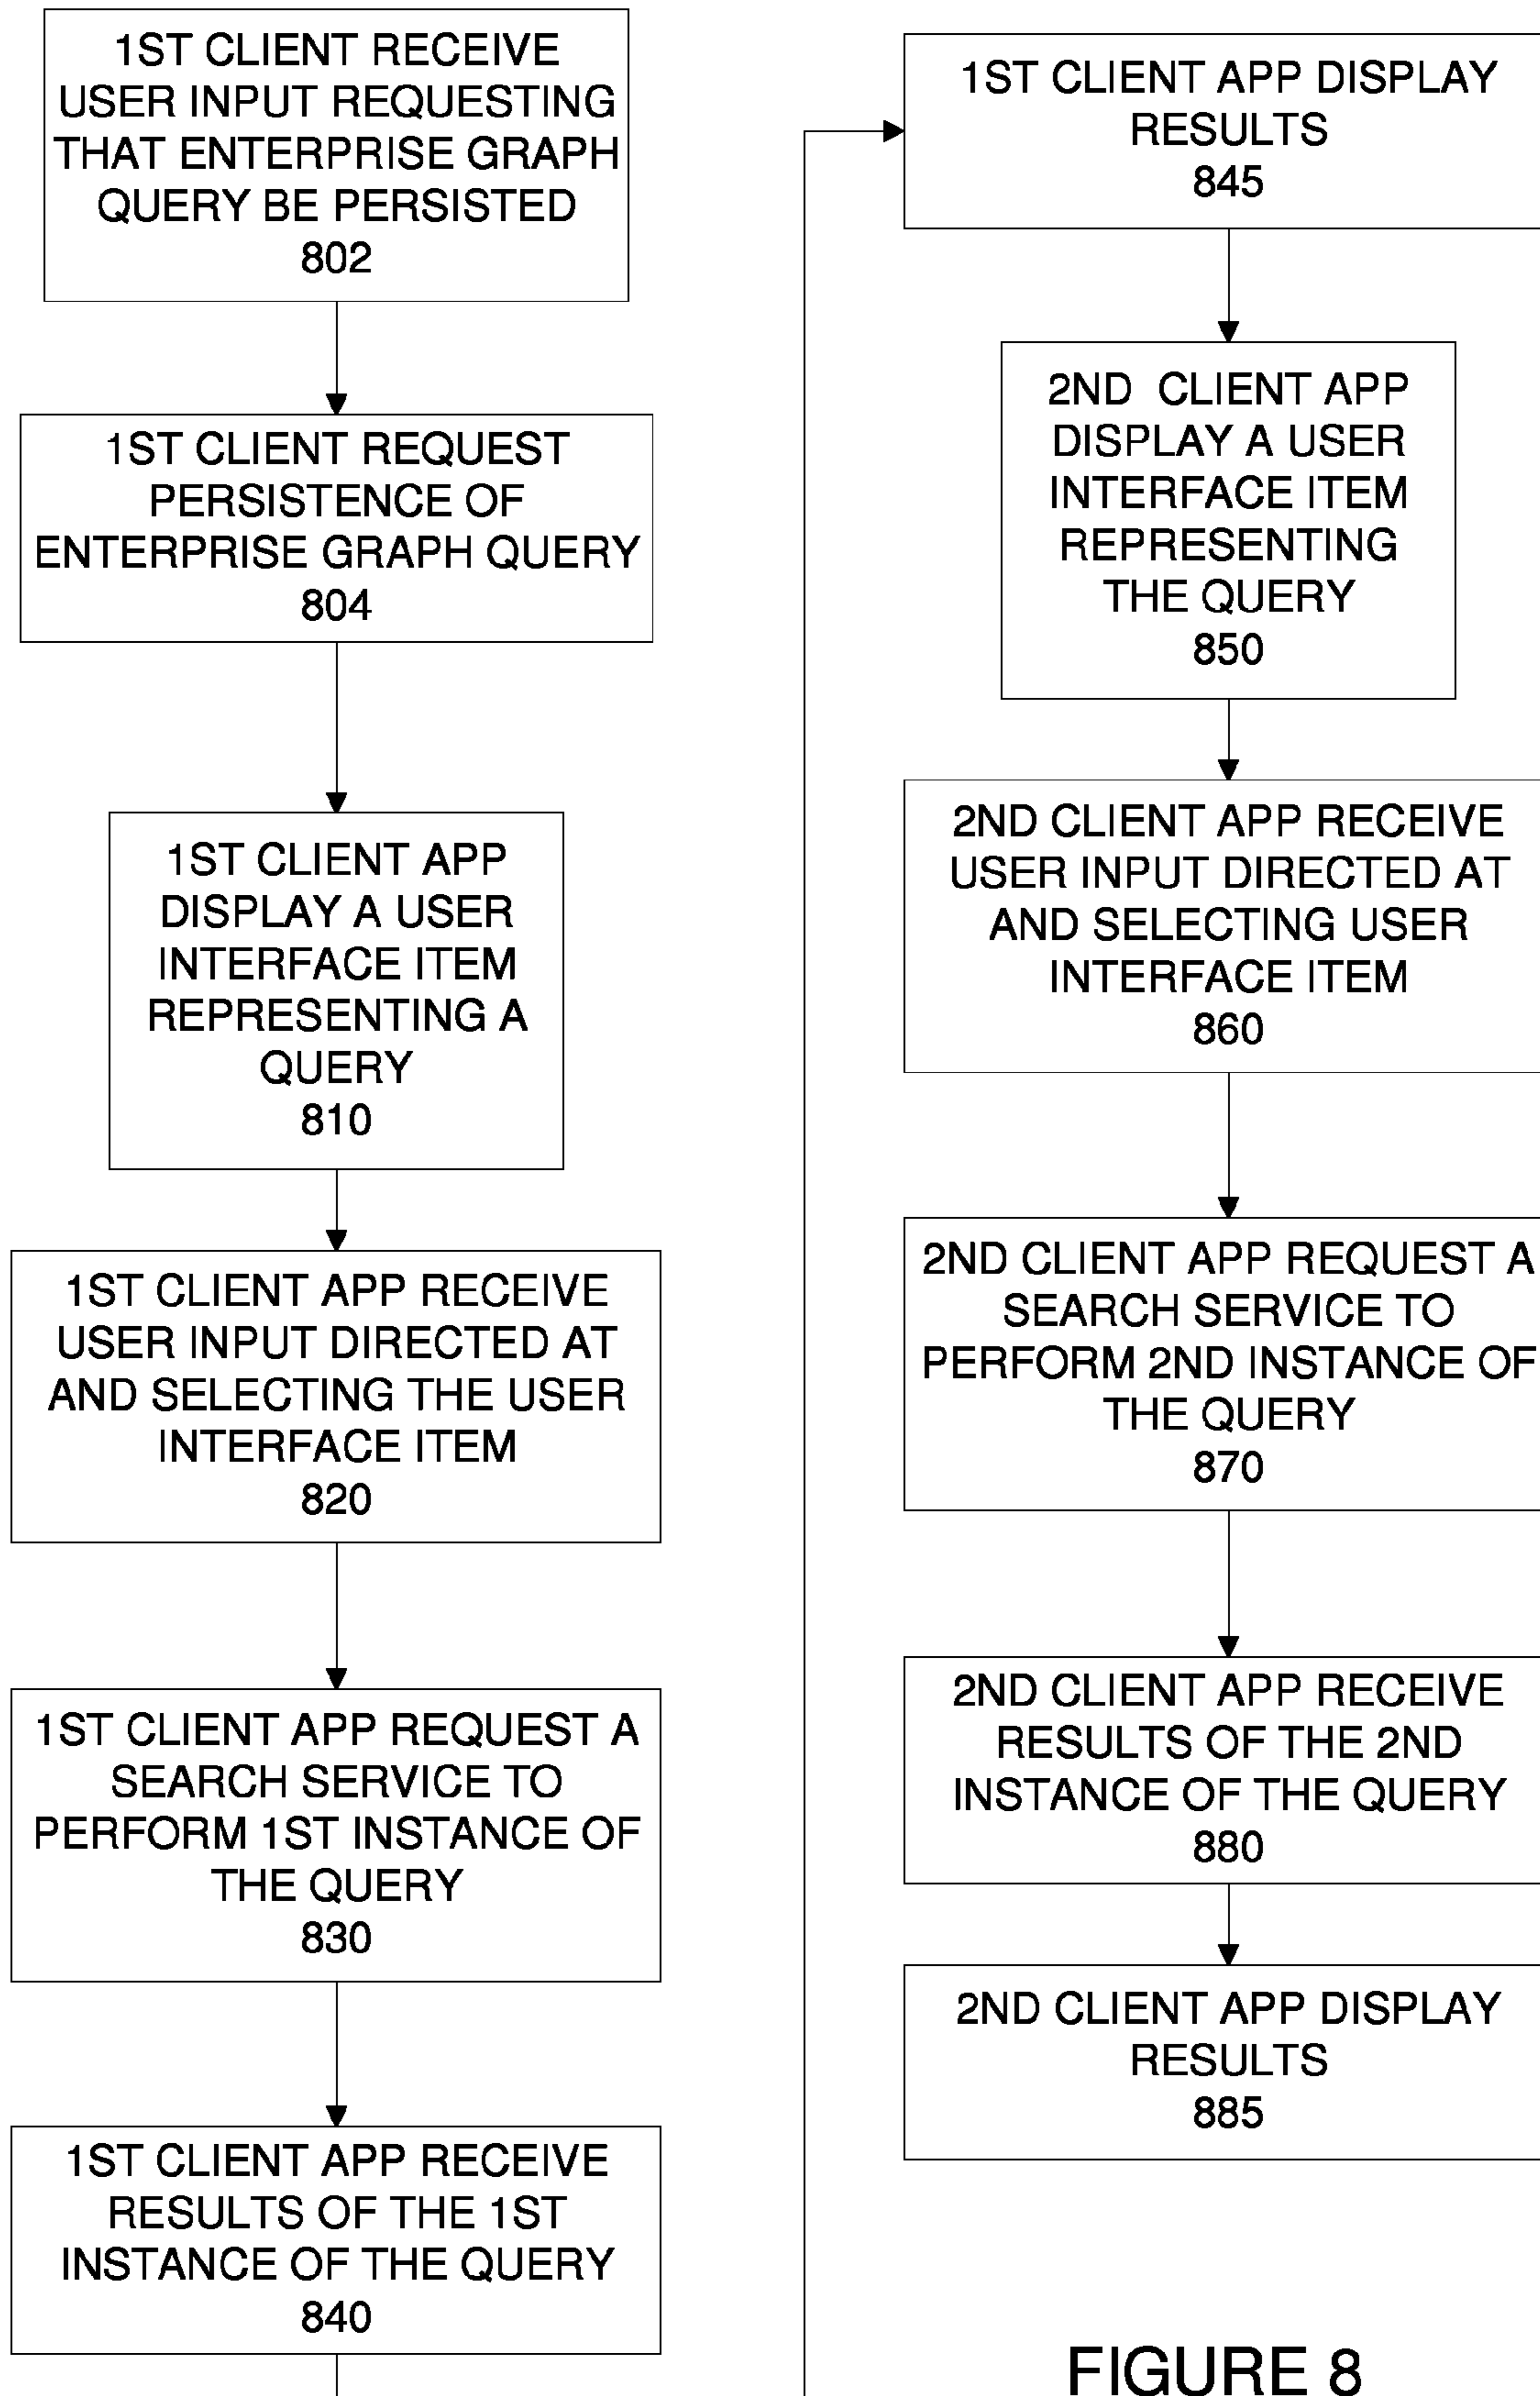 1ST CLIENT RECEIVE
USER INPUT REQUESTING
THAT ENTERPRISE GRAPH
QUERY BE PERSISTED
802
1ST CLIENT REQUEST
PERSISTENCE OF
ENTERPRISE GRAPH QUERY
804
1ST CLIENT APP
DISPLAY A USER
INTERFACE ITEM
REPRESENTING A
QUERY
810
1ST CLIENT APP RECEIVE
USER INPUT DIRECTED AT
AND SELECTING THE USER
INTERFACE ITEM
820
1ST CLIENT APP REQUEST A
SEARCH SERVICE TO
PERFORM 1ST INSTANCE OF
THE QUERY
830
1ST CLIENT APP RECEIVE
RESULTS OF THE 1ST
INSTANCE OF THE QUERY
840
1ST CLIENT APP DISPLAY
RESULTS
845
2ND CLIENT APP
DISPLAY A USER
INTERFACE ITEM
REPRESENTING
THE QUERY
850
2ND CLIENT APP RECEIVE
USER INPUT DIRECTED AT
AND SELECTING USER
INTERFACE ITEM
860
2ND CLIENT APP REQUEST A
SEARCH SERVICE TO
PERFORM 2ND INSTANCE OF
THE QUERY
870
2ND CLIENT APP RECEIVE
RESULTS OF THE 2ND
INSTANCE OF THE QUERY
880
2ND CLIENT APP DISPLAY
RESULTS
885
FIGURE 8